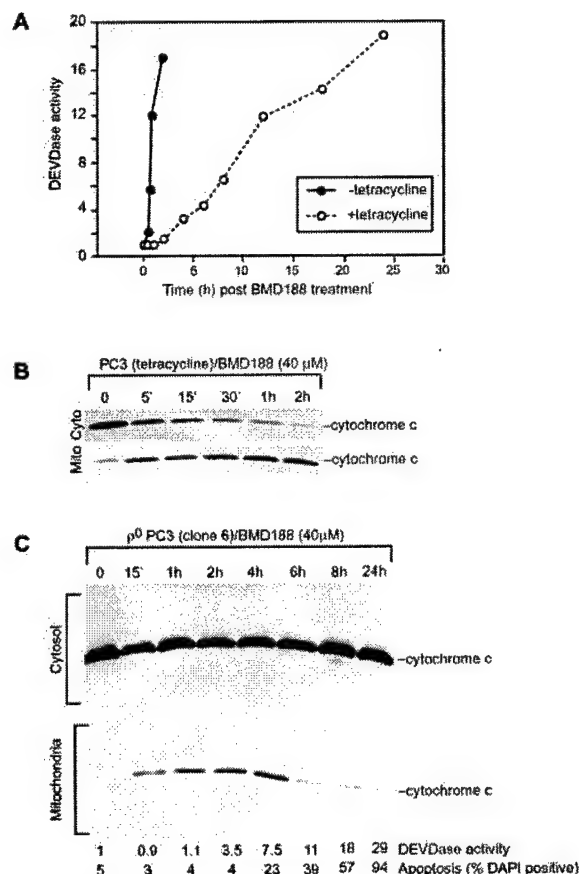 A
DEVDase activity
20
16
12
8
4
0
-tetracycline
+tetracycline
0 5 10 15 20 25 30
Time (h) post BMD188 treatment
B
PC3 (tetracycline)/BMD188 (40 µM)
0 5' 15' 30' 1h 2h
Cyto -cytochrome c
Mito -cytochrome c
C
ρ0 PC3 (clone 6)/BMD188 (40µM)
0 15' 1h 2h 4h 6h 8h 24h
Cytosol
-cytochrome c
Mitochondria
-cytochrome c
1 0.9 1.1 3.5 7.5 11 18 29 DEVDase activity
5 3 4 4 23 39 57 94 Apoptosis (% DAPI positive)